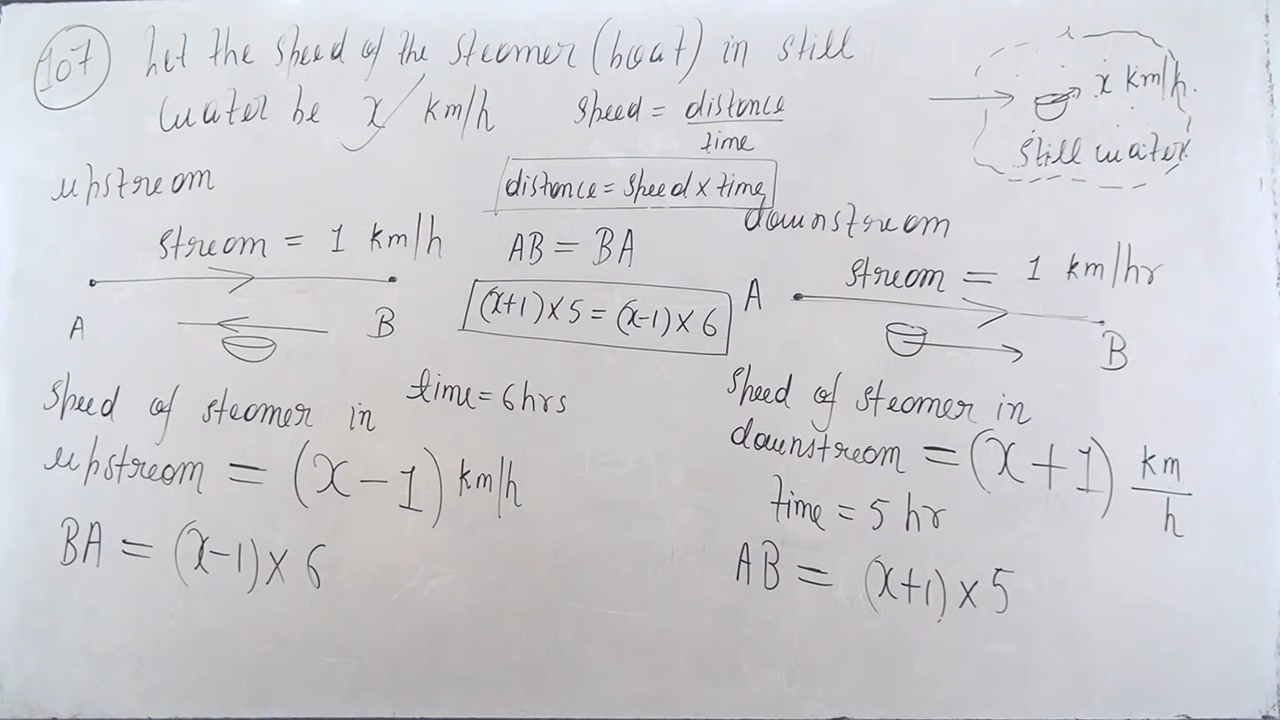 107 Let the speed of the steamer (boat) in still
water be x km/h
speed = distance / time
x km/h.
still water
upstream
distance = speed x time
downstream
stream = 1 km/h
AB = BA
stream = 1 km/hr
A
B
(x+1) x 5 = (x-1) x 6
A
B
speed of steamer in
time = 6 hrs
upstream = (x-1) km/h
BA = (x-1) x 6
speed of steamer in
downstream = (x+1) km/h
time = 5 hr
AB = (x+1) x 5